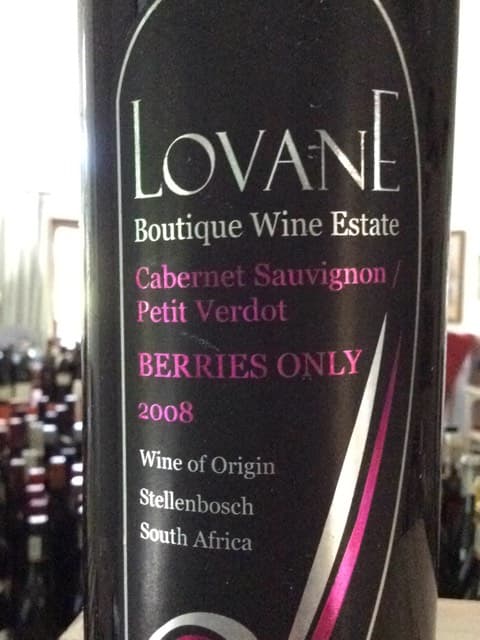 LOVANE
Boutique Wine Estate
Cabernet Sauvignon /
Petit Verdot
BERRIES ONLY
2008
Wine of Origin
Stellenbosch
South Africa